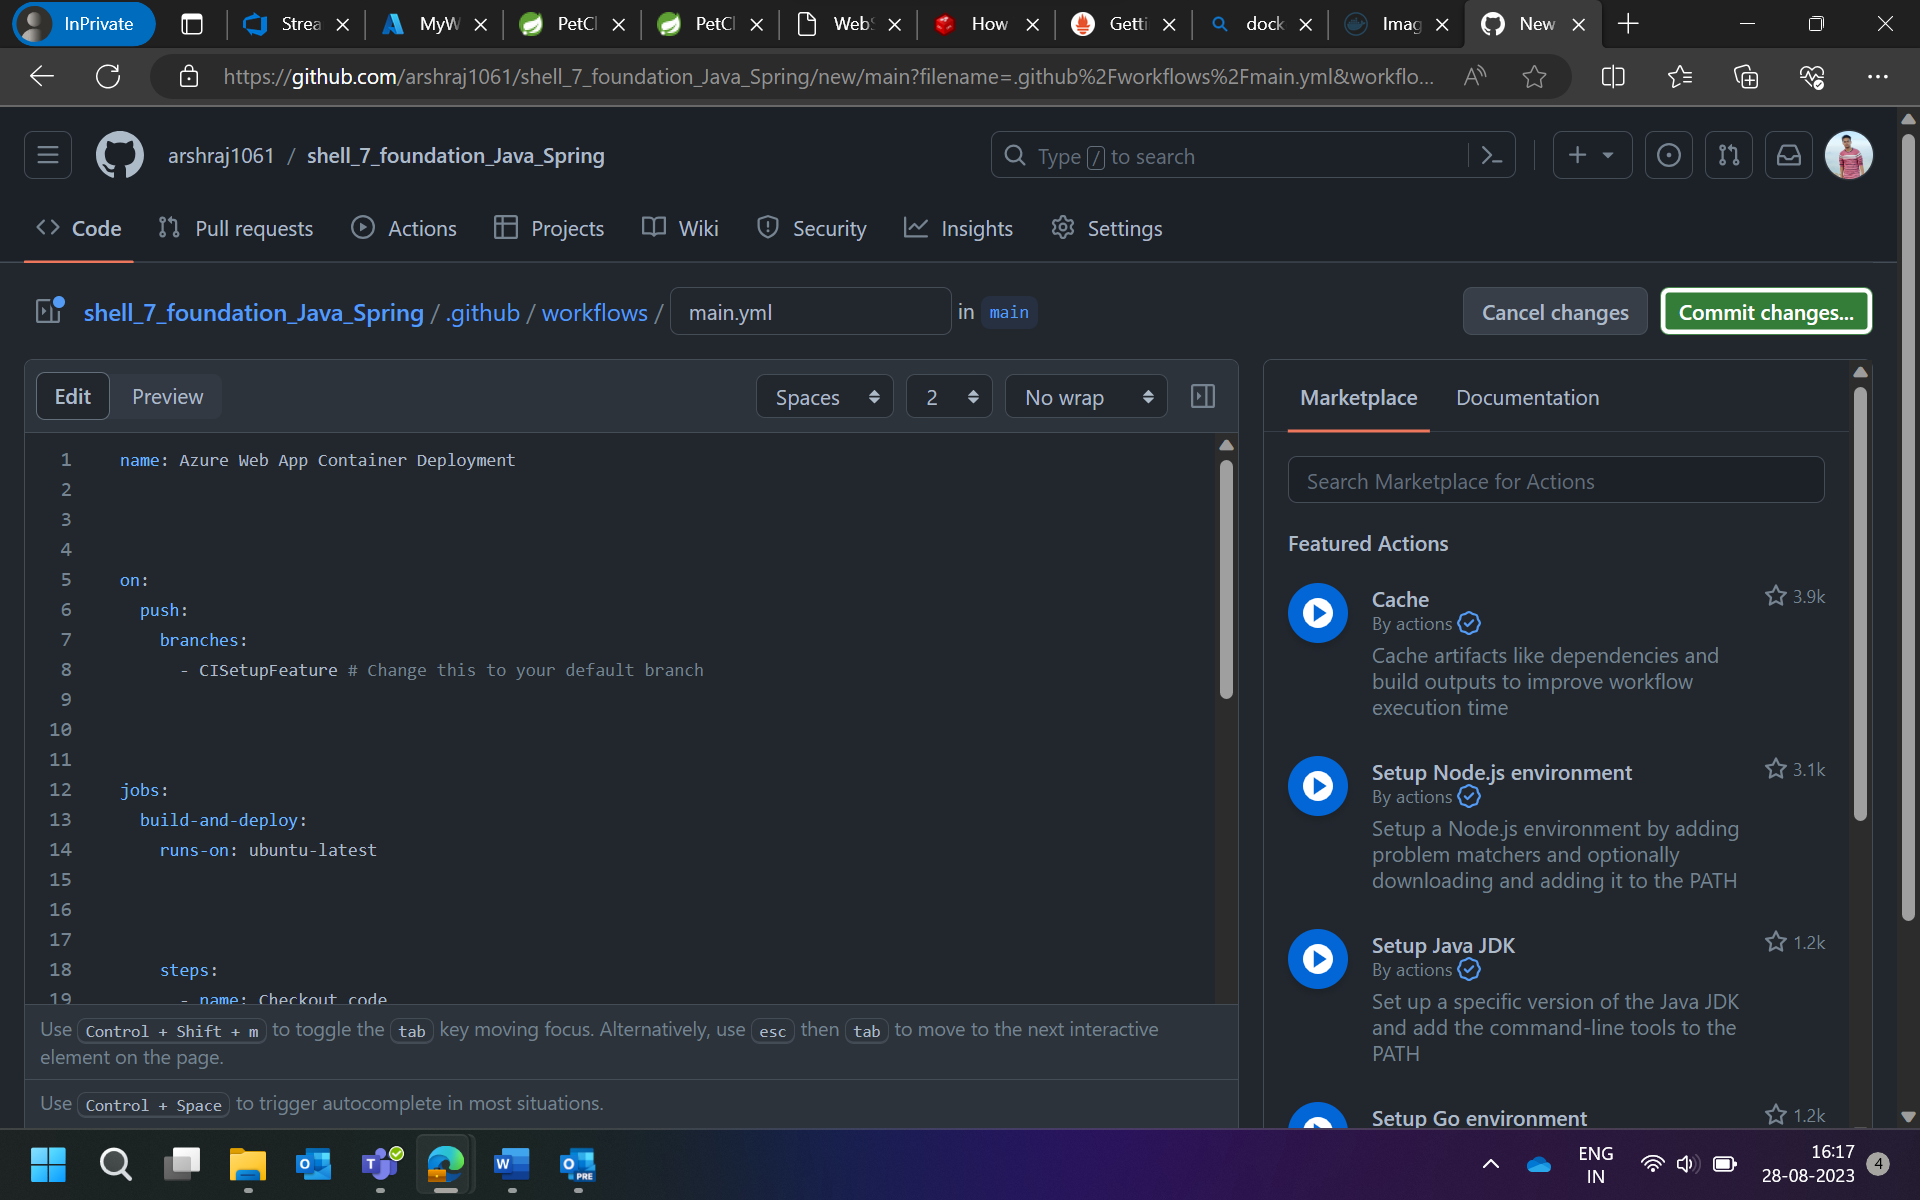 InPrivate
Strea
MyW
PetCl
PetCl
WebS
How
Getti
dock
Imag
New
https://github.com/arshraj1061/shell_7_foundation_Java_Spring/new/main?filename=.github%2Fworkflows%2Fmain.yml&workflo...
arshraj1061 / shell_7_foundation_Java_Spring
Type / to search
Code
Pull requests
Actions
Projects
Wiki
Security
Insights
Settings
shell_7_foundation_Java_Spring / .github / workflows / main.yml in main
Cancel changes
Commit changes...
Edit
Preview
Spaces
2
No wrap
1 name: Azure Web App Container Deployment
2
3
4
5 on:
6 push:
7 branches:
8 - CISetupFeature # Change this to your default branch
9
10
11
12 jobs:
13 build-and-deploy:
14 runs-on: ubuntu-latest
15
16
17
18 steps:
19 - name: Checkout code
Use Control + Shift + m to toggle the tab key moving focus. Alternatively, use esc then tab to move to the next interactive
element on the page.
Use Control + Space to trigger autocomplete in most situations.
Marketplace
Documentation
Search Marketplace for Actions
Featured Actions
Cache
3.9k
By actions
Cache artifacts like dependencies and
build outputs to improve workflow
execution time
Setup Node.js environment
3.1k
By actions
Setup a Node.js environment by adding
problem matchers and optionally
downloading and adding it to the PATH
Setup Java JDK
1.2k
By actions
Set up a specific version of the Java JDK
and add the command-line tools to the
PATH
Setup Go environment
1.2k
PRE
ENG
IN
16:17
28-08-2023
4